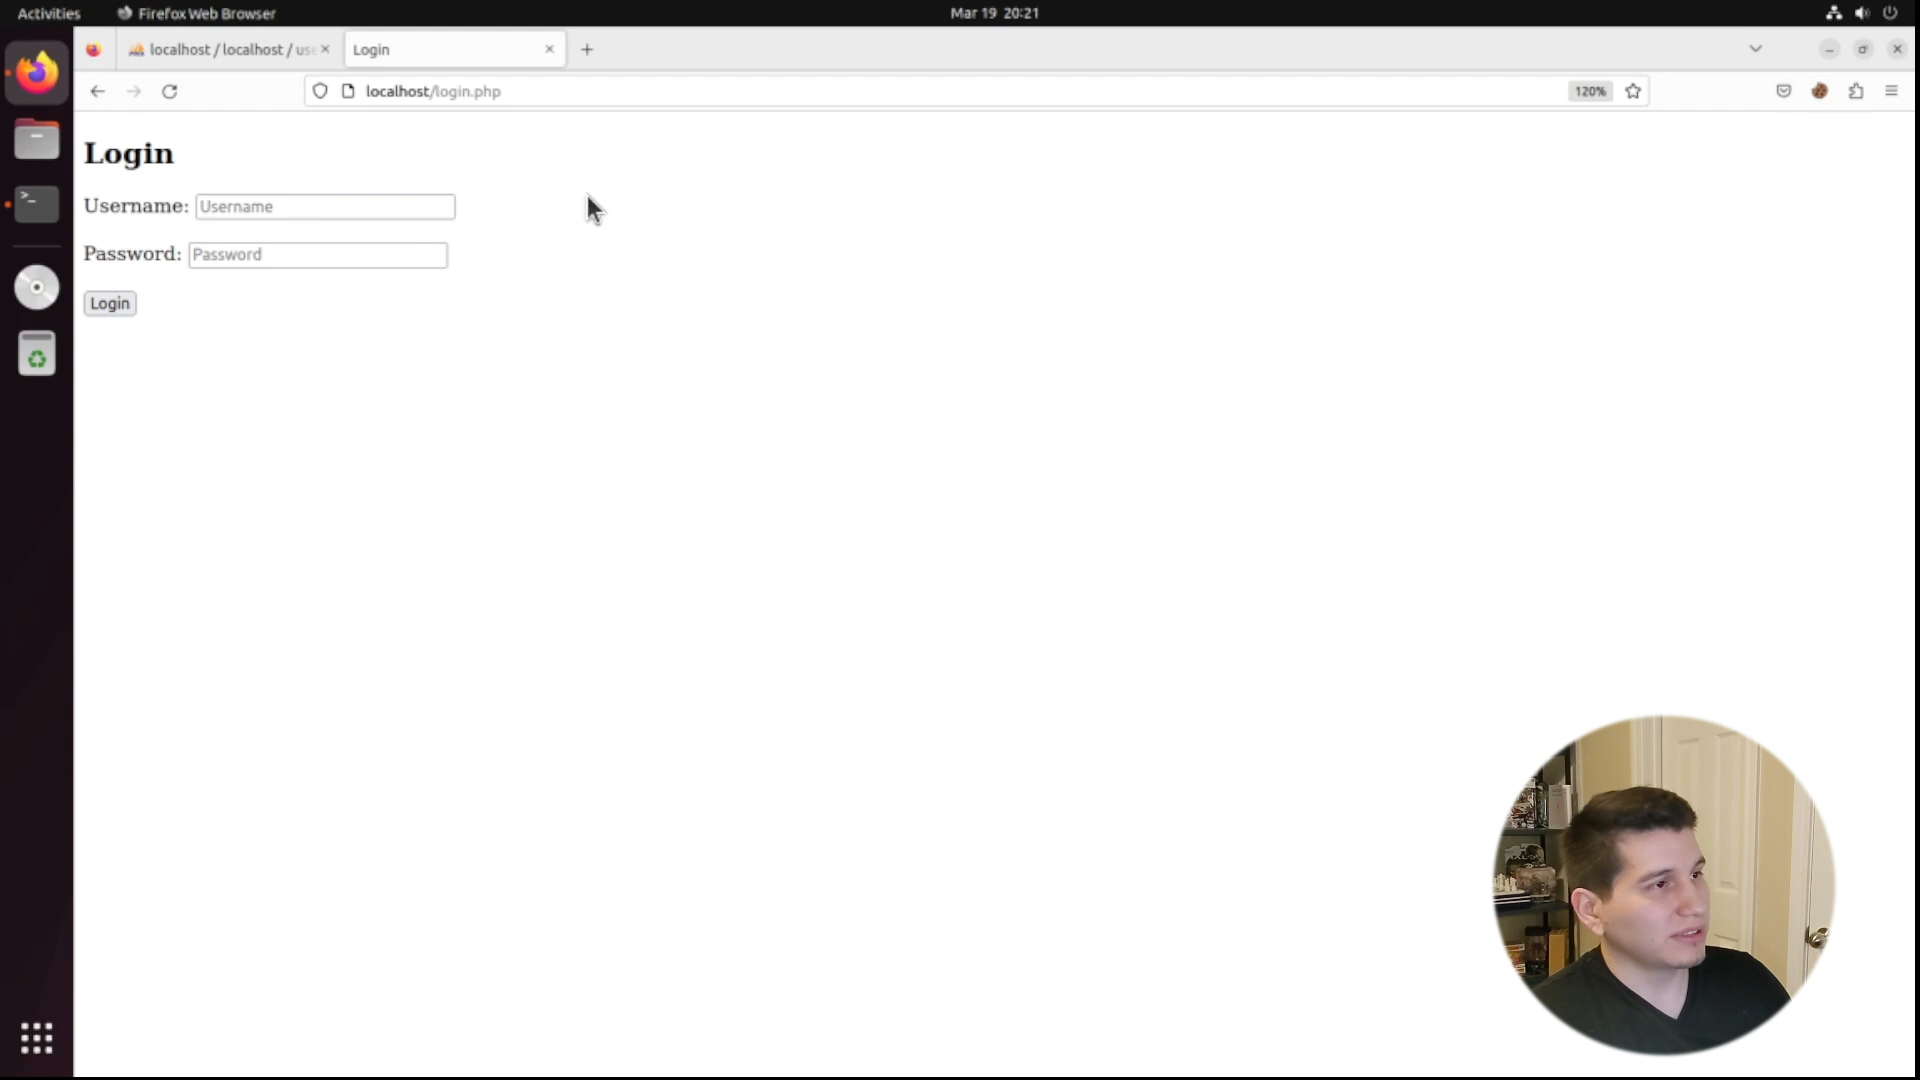 Activities
Firefox Web Browser
Mar 19 20:21
localhost / localhost / use
Login
localhost/login.php
120%
Login
Username: Username
Password: Password
Login